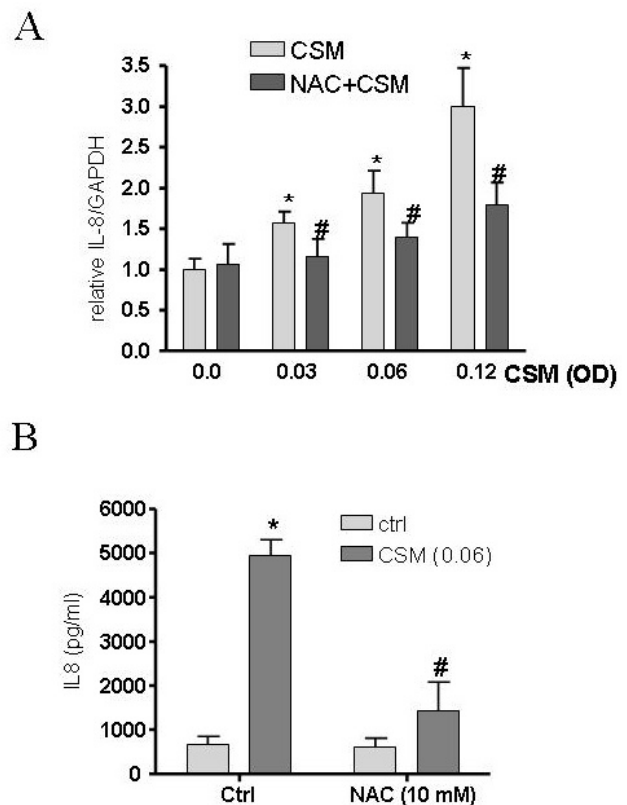 A
CSM
NAC+CSM
relative IL-8/GAPDH
3.5
3.0
2.5
2.0
1.5
1.0
0.5
0.0
*
*
*
#
#
#
0.0 0.03 0.06 0.12 CSM (OD)
B
ctrl
CSM (0.06)
IL8 (pg/ml)
6000
5000
4000
3000
2000
1000
0
*
#
Ctrl NAC (10 mM)